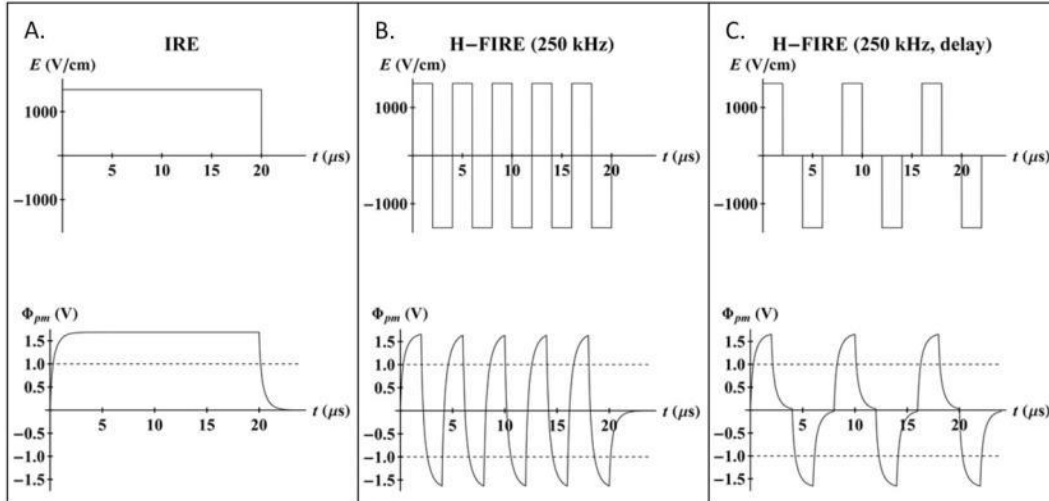 A.
IRE
E (V/cm)
1000
−1000
5 10 15 20
t (μs)
Φpm (V)
1.5
1.0
0.5
−0.5
−1.0
−1.5
5 10 15 20
t (μs)
B.
H−FIRE (250 kHz)
E (V/cm)
1000
−1000
5 10 15 20
t (μs)
Φpm (V)
1.5
1.0
0.5
−0.5
−1.0
−1.5
5 10 15 20
t (μs)
C.
H−FIRE (250 kHz, delay)
E (V/cm)
1000
−1000
5 10 15 20
t (μs)
Φpm (V)
1.5
1.0
0.5
−0.5
−1.0
−1.5
5 10 15 20
t (μs)